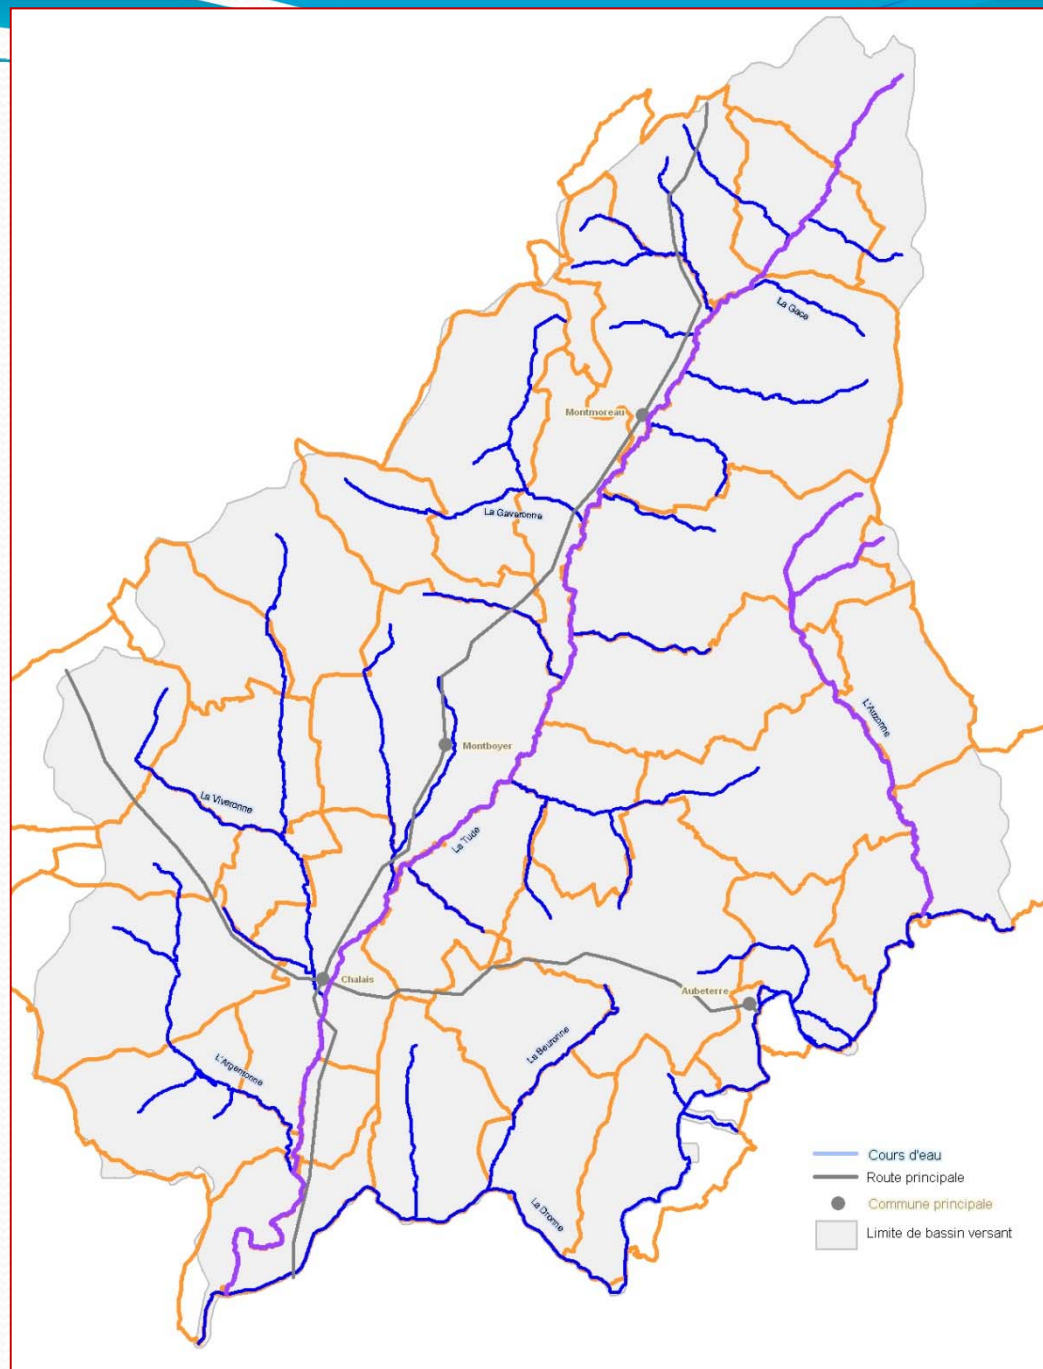 La Gace
Montmoreau
La Gavaronne
L'Auzonne
Montboyer
La Viveronne
La Tude
Chalais
Aubeterre
La Beuronne
L'Argentonne
La Dronne
Cours d'eau
Route principale
Commune principale
Limite de bassin versant